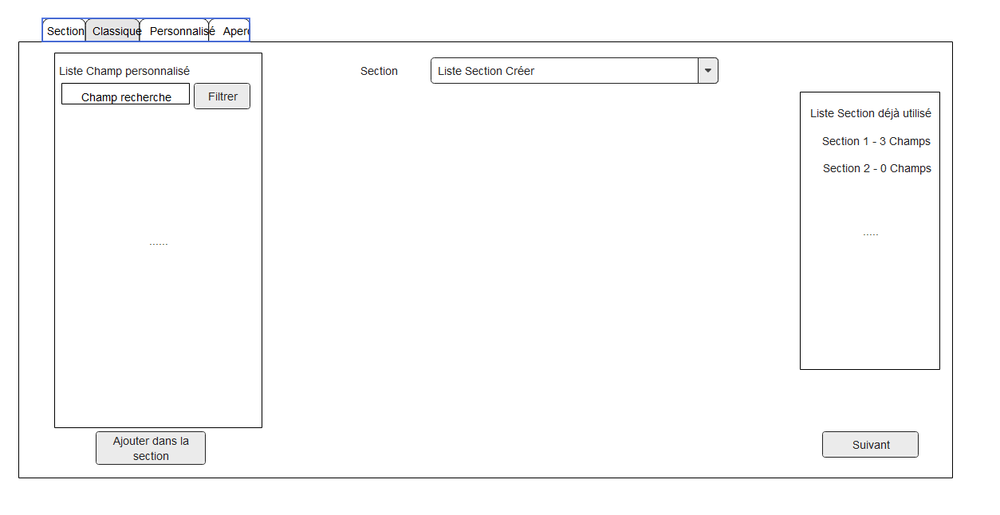 Section Classique Personnalisé Aper
Liste Champ personnalisé
Champ recherche Filtrer
Section Liste Section Créer
Liste Section déjà utilisé
Section 1 - 3 Champs
Section 2 - 0 Champs
......
.....
Ajouter dans la
section
Suivant